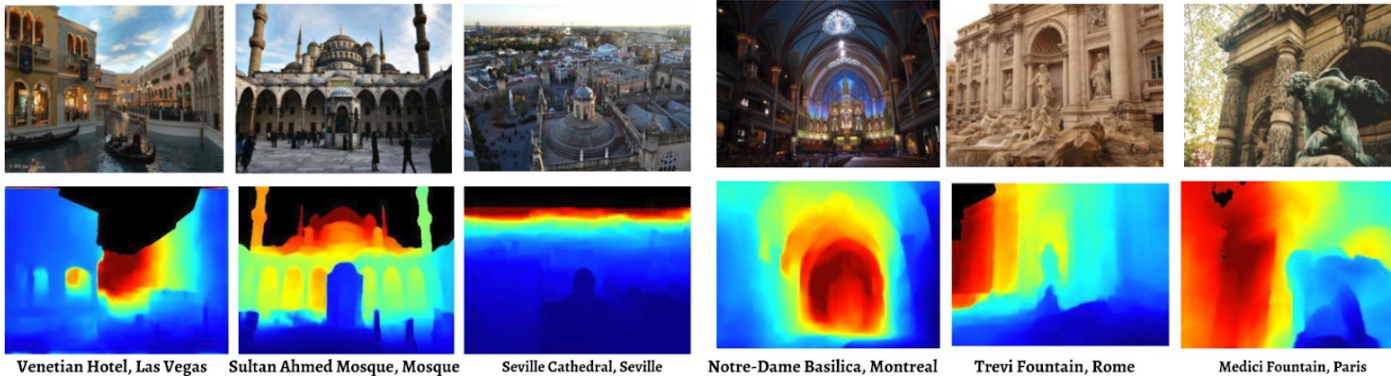 Venetian Hotel, Las Vegas
Sultan Ahmed Mosque, Mosque
Seville Cathedral, Seville
Notre-Dame Basilica, Montreal
Trevi Fountain, Rome
Medici Fountain, Paris